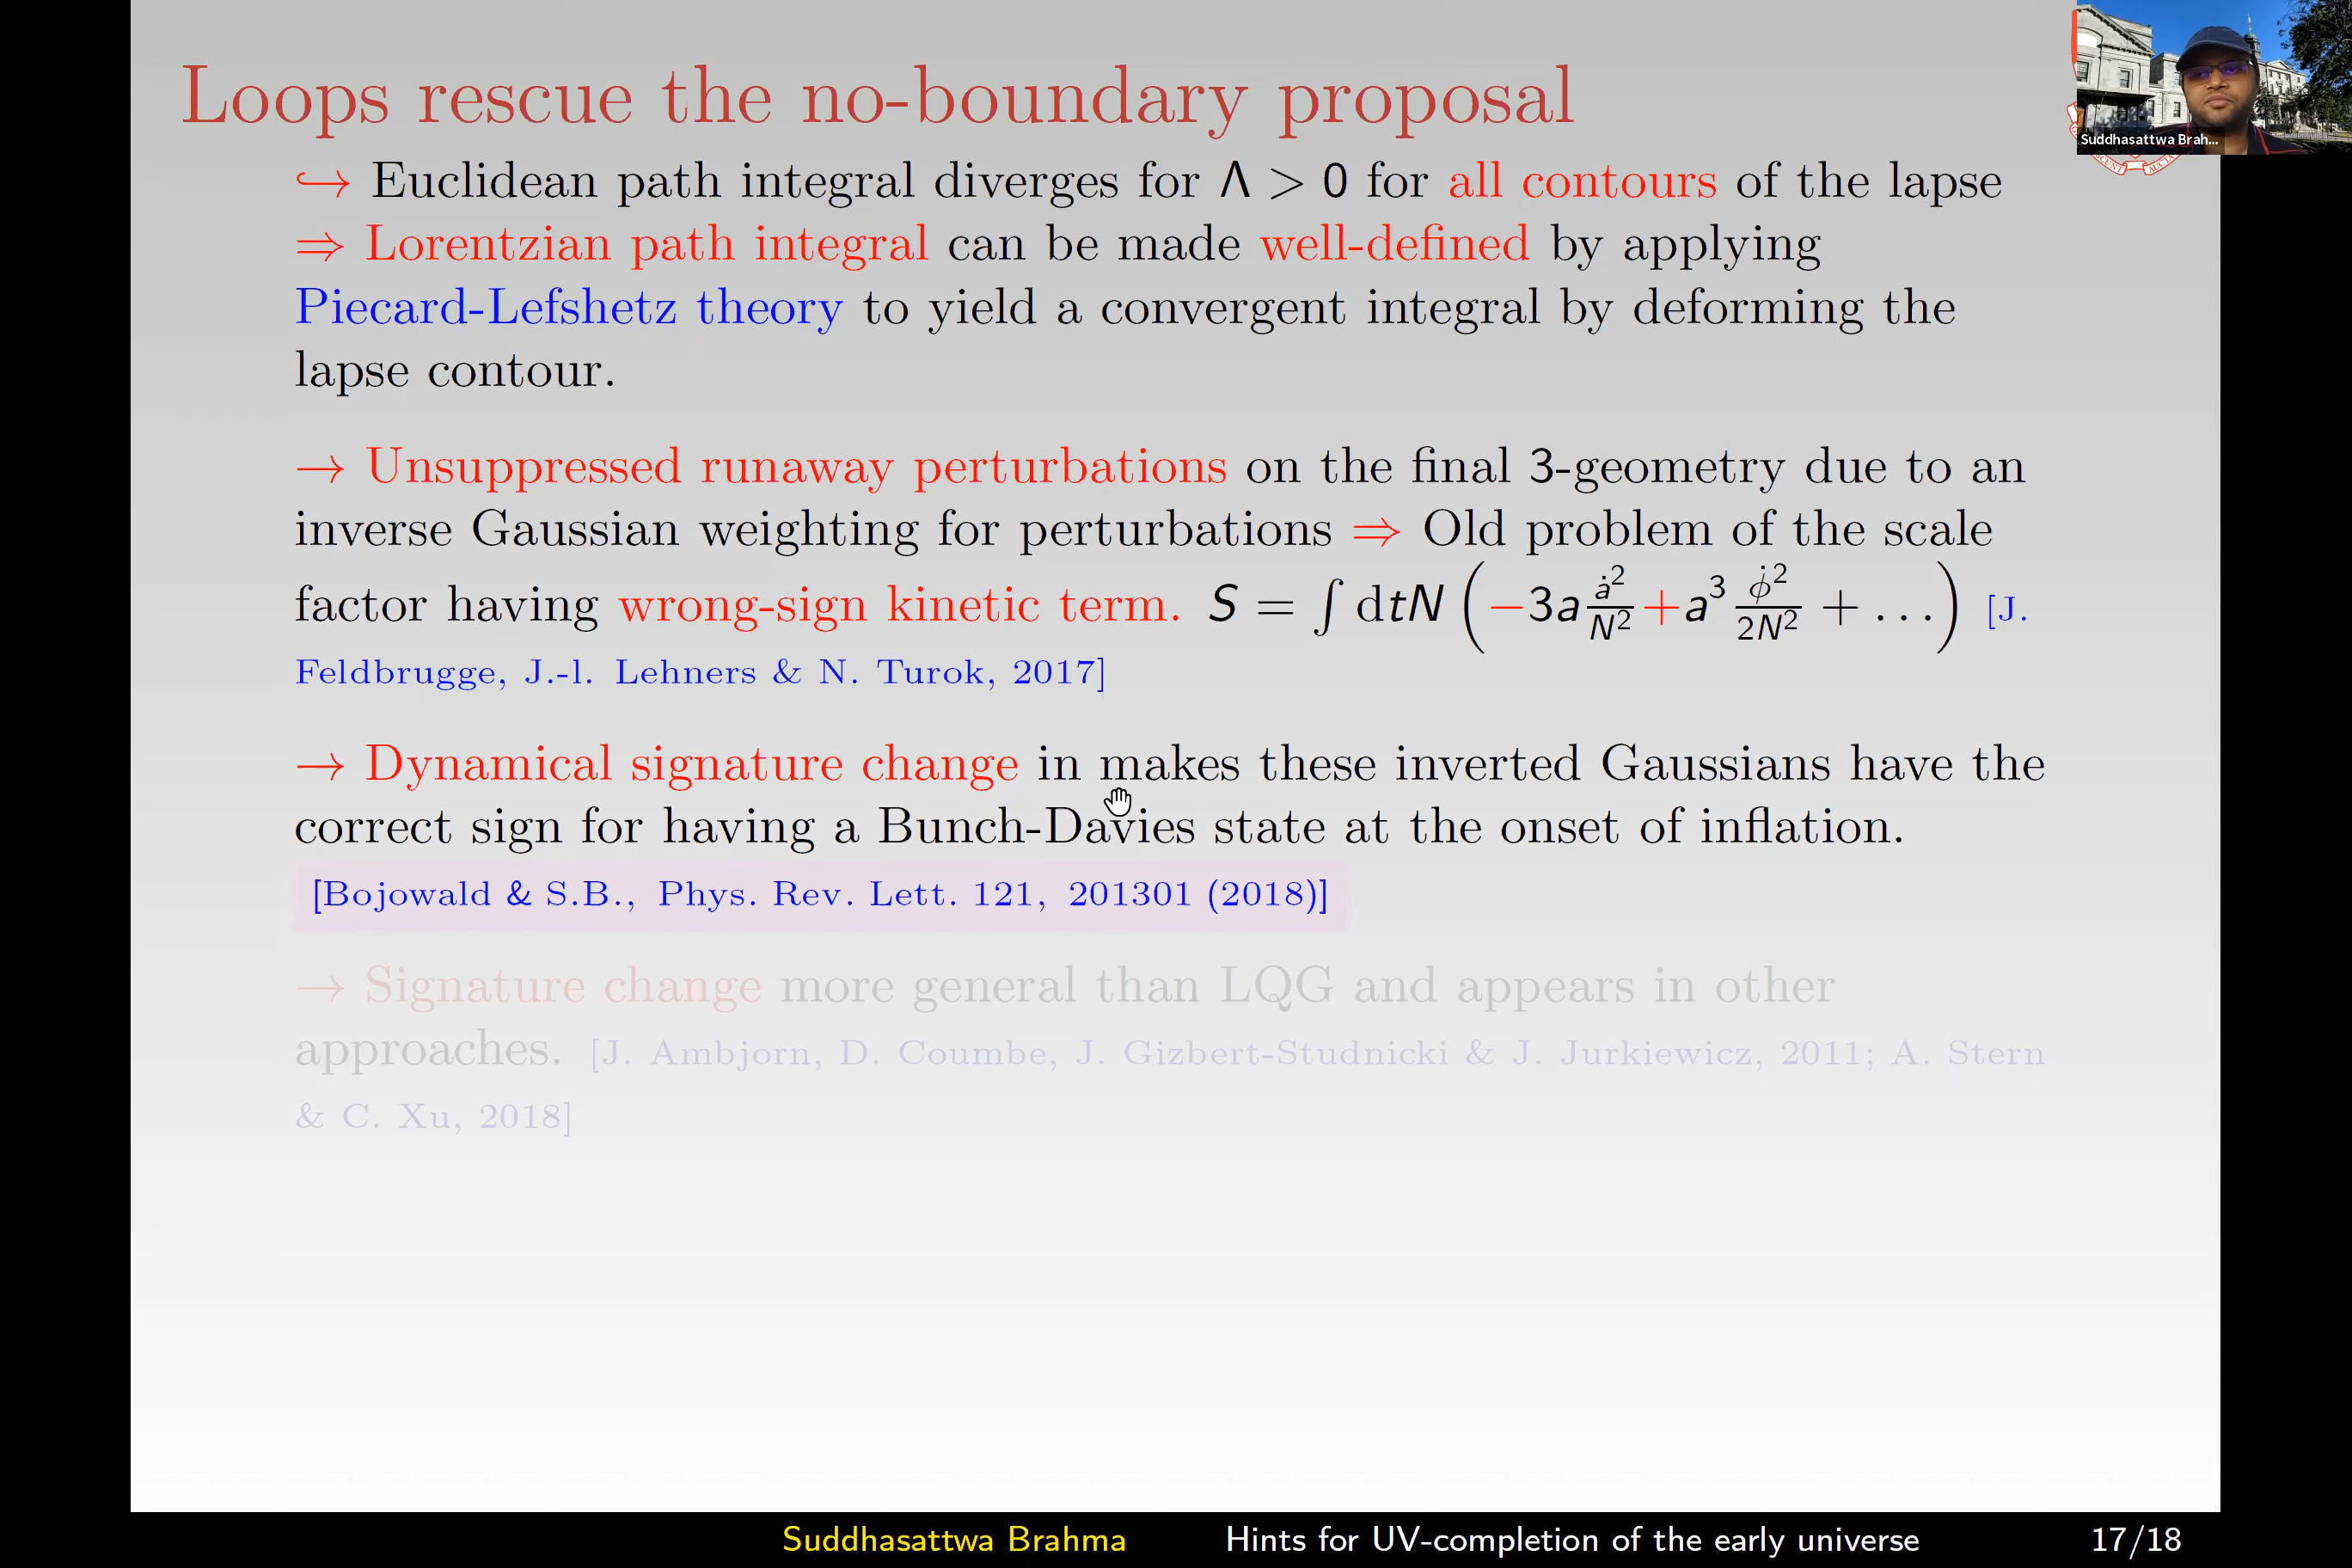 Loops rescue the no-boundary proposal
Suddhasattwa Brah...
↪ Euclidean path integral diverges for Λ > 0 for all contours of the lapse
⇒ Lorentzian path integral can be made well-defined by applying
Piecard-Lefshetz theory to yield a convergent integral by deforming the
lapse contour.
→ Unsuppressed runaway perturbations on the final 3-geometry due to an
inverse Gaussian weighting for perturbations ⇒ Old problem of the scale
factor having wrong-sign kinetic term. S = ∫ dtN (−3a ȧ²/N² + a³ φ̇²/2N² + ...) [J.
Feldbrugge, J.-l. Lehners & N. Turok, 2017]
→ Dynamical signature change in makes these inverted Gaussians have the
correct sign for having a Bunch-Davies state at the onset of inflation.
[Bojowald & S.B., Phys. Rev. Lett. 121, 201301 (2018)]
→ Signature change more general than LQG and appears in other
approaches. [J. Ambjorn, D. Coumbe, J. Gizbert-Studnicki & J. Jurkiewicz, 2011; A. Stern
& C. Xu, 2018]
Suddhasattwa Brahma Hints for UV-completion of the early universe 17/18